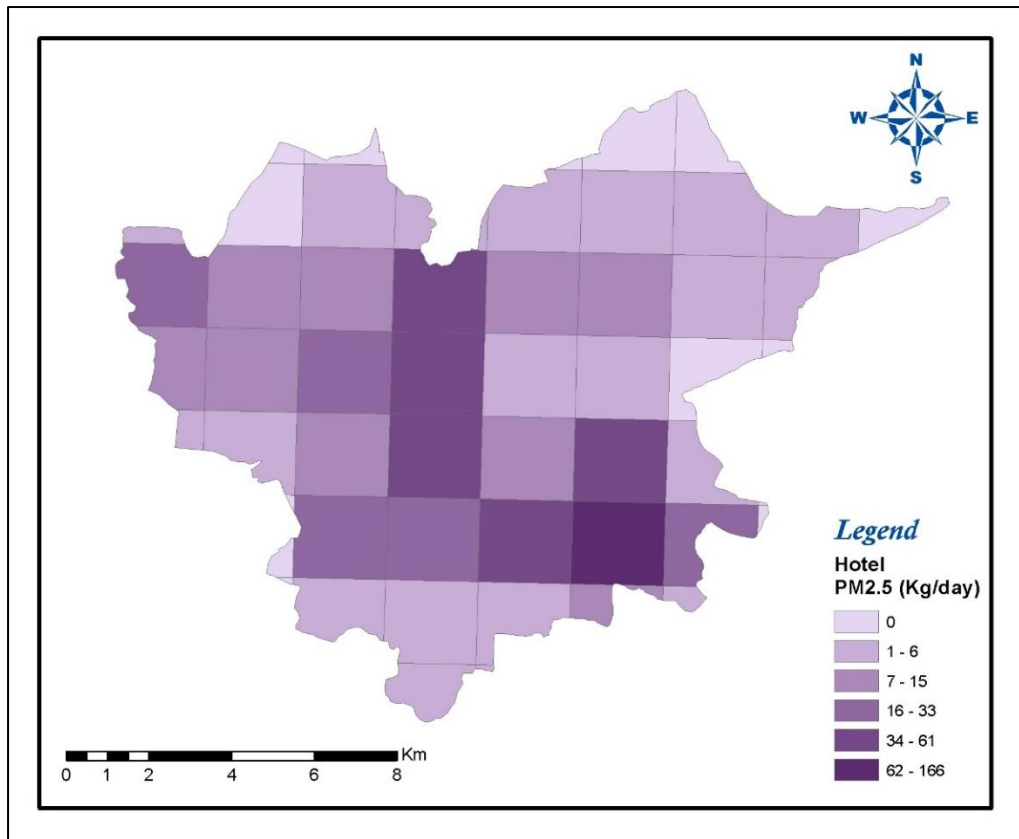 N
W E
S
Legend
Hotel
PM2.5 (Kg/day)
0
1 - 6
7 - 15
16 - 33
34 - 61
62 - 166
Km
0 1 2 4 6 8